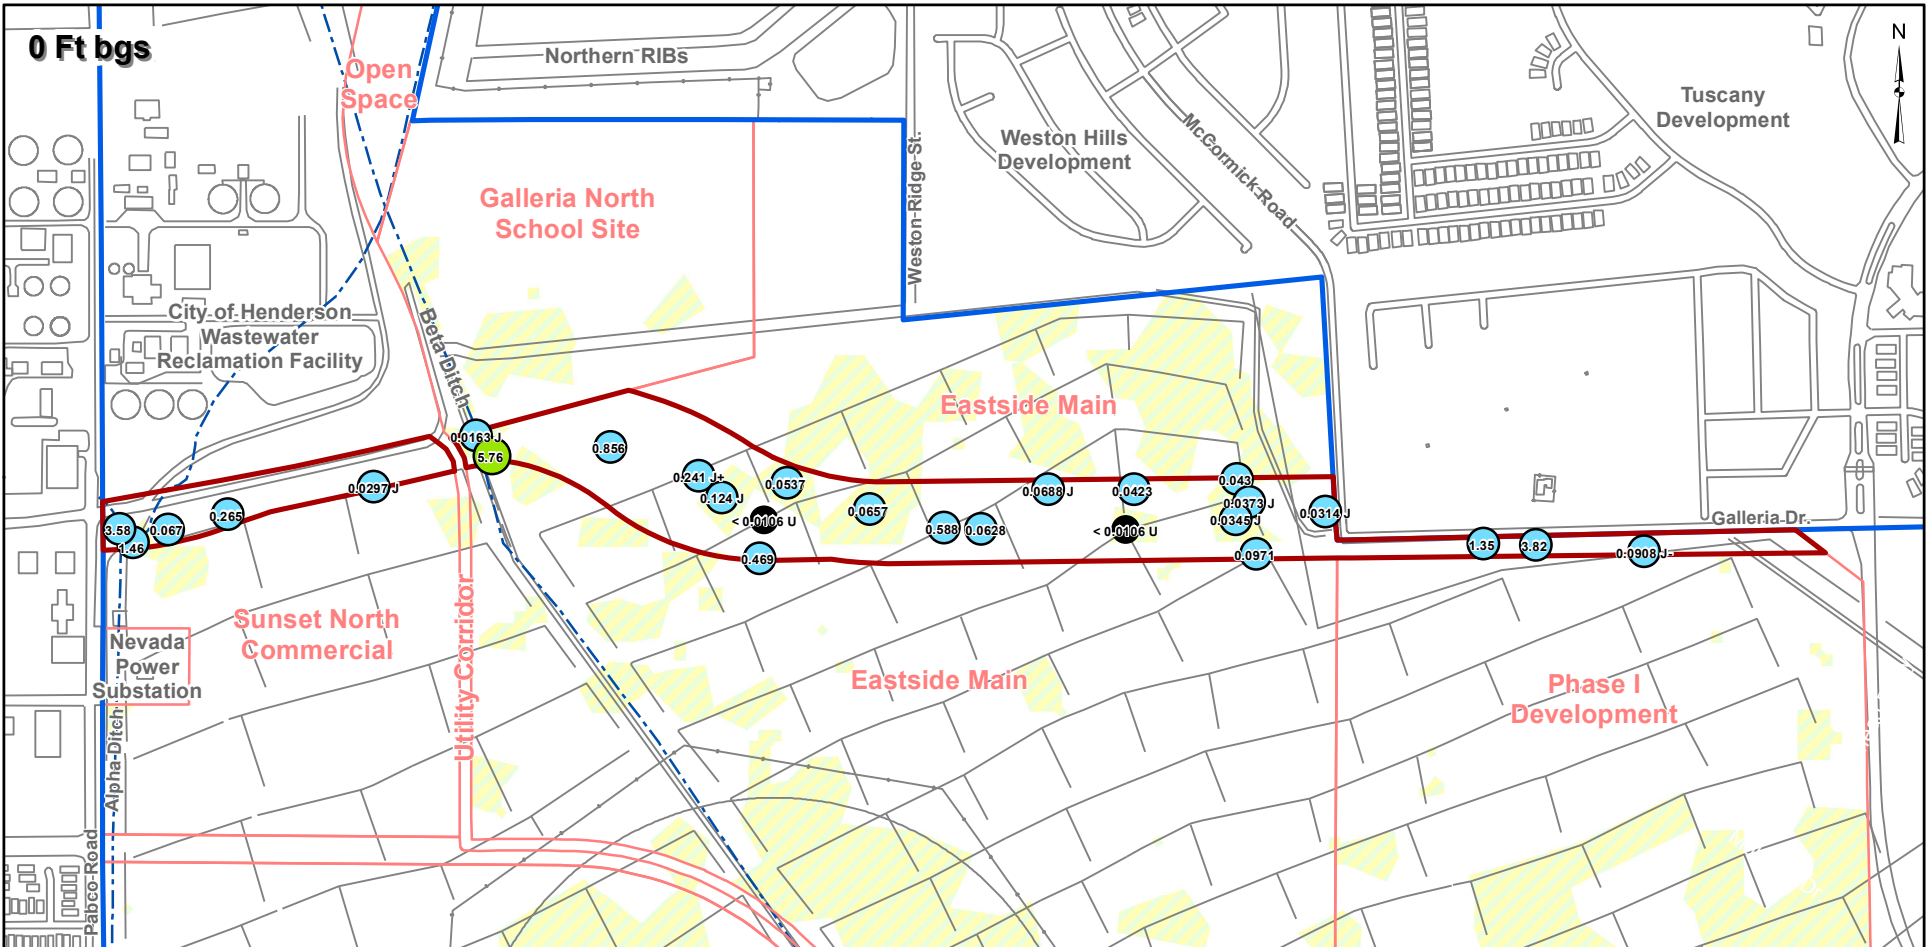 0 Ft bgs
N
Open
Space
Northern RIBs
Weston Hills
Development
McCormick Road
Tuscany
Development
Weston Ridge St.
Galleria North
School Site
City of Henderson
Wastewater
Reclamation Facility
Beta Ditch
Eastside Main
0.0163 J
5.76
0.856
0.241 J+
0.124 J
0.0537
< 0.0106 U
0.469
0.0657
0.588
0.0628
0.0688 J
0.0423
< 0.0106 U
0.043
0.0373 J
0.0345 J
0.0971
0.0314 J
1.35
3.82
0.0908 J-
Galleria Dr.
3.58
1.46
0.067
0.265
0.0297 J
Sunset North
Commercial
Nevada
Power
Substation
Utility Corridor
Eastside Main
Phase I
Development
Alpha Ditch
Pabco Road